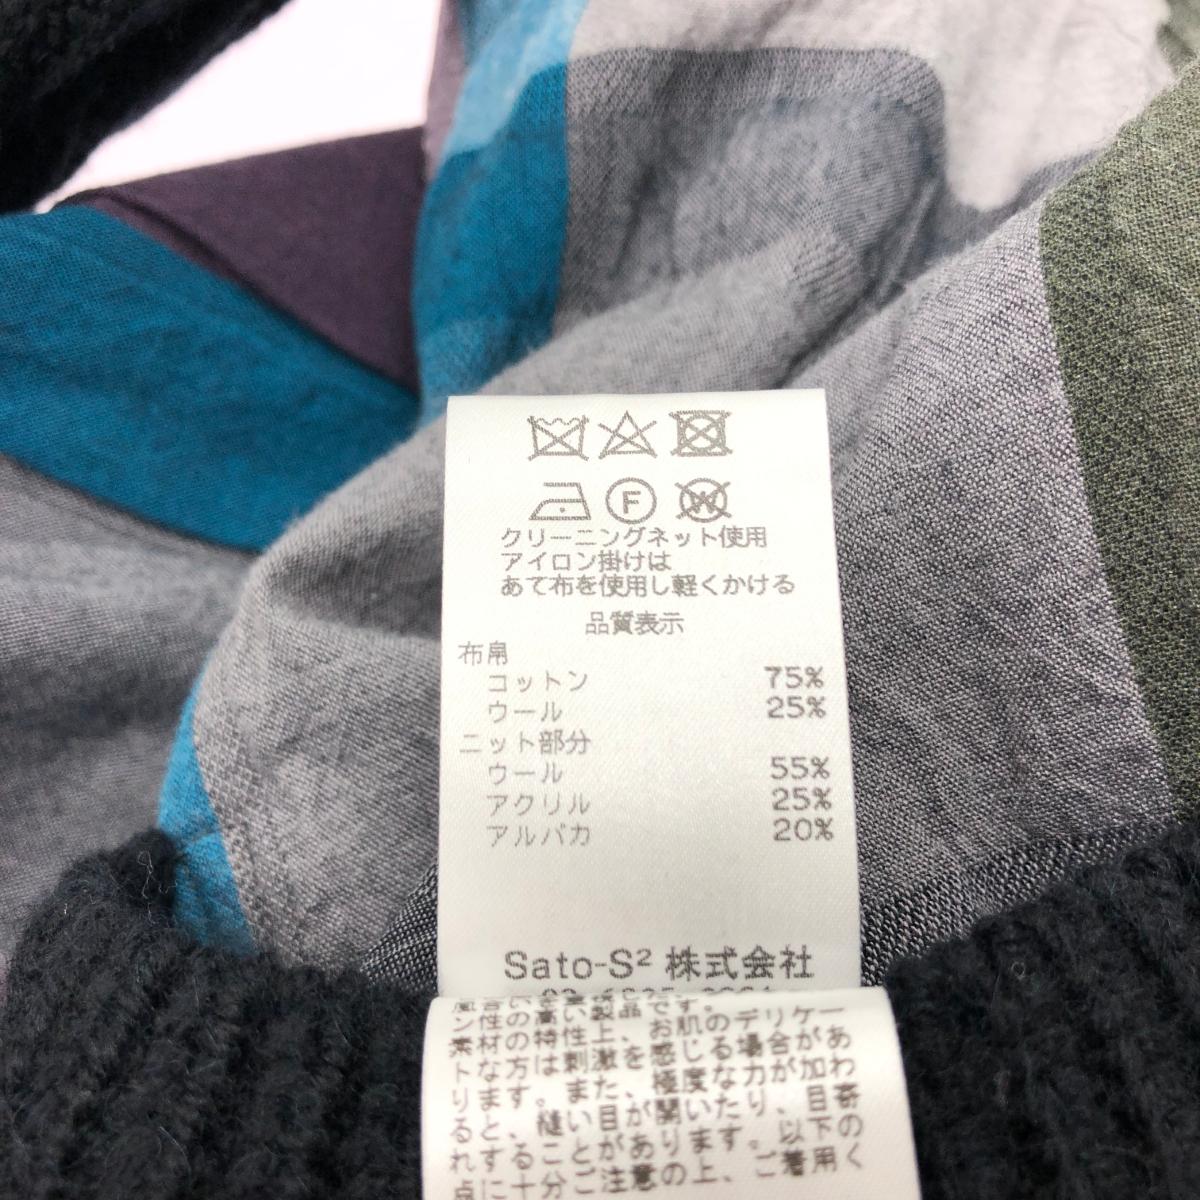 F W
クリーニングネット使用
アイロン掛けは
あて布を使用し軽くかける
品質表示
布帛
コットン 75%
ウール 25%
ニット部分
ウール 55%
アクリル 25%
アルパカ 20%
Sato-S² 株式会社
ン性の高い製品です。
素材の特性上、お肌のデリケー
トな方は刺激を感じる場合があ
ります。また、極度な力が加わ
ると、縫い目が開いたり、目寄
れすることがあります。以下の
点に十分ご注意の上、ご着用く